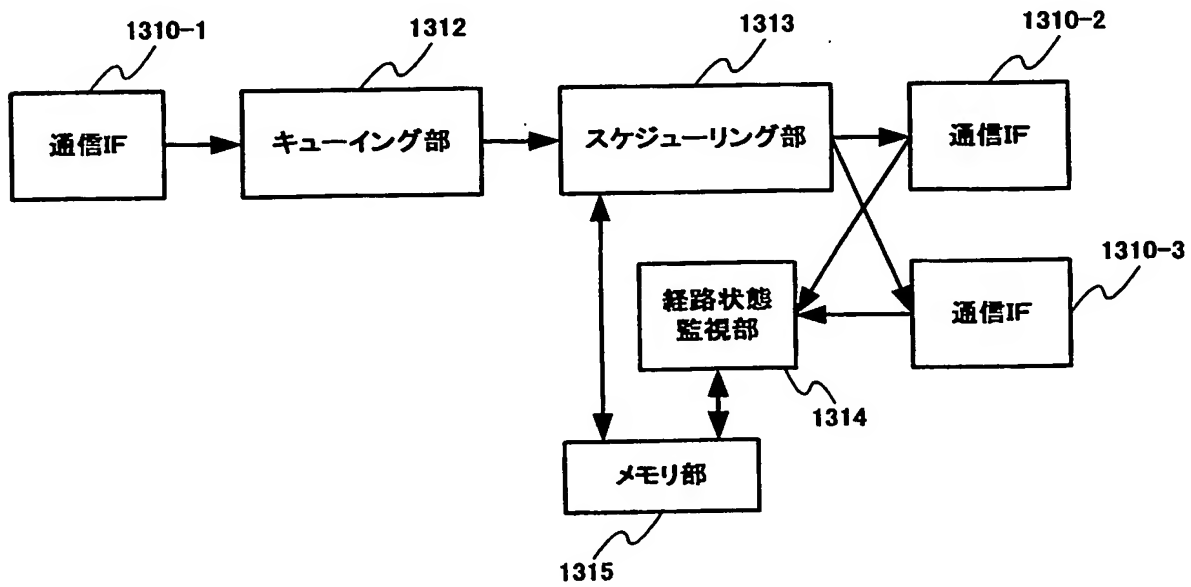 1310-1
1312
1313
1310-2
通信IF
キューイング部
スケジューリング部
通信IF
1310-3
経路状態
監視部
通信IF
1314
メモリ部
1315